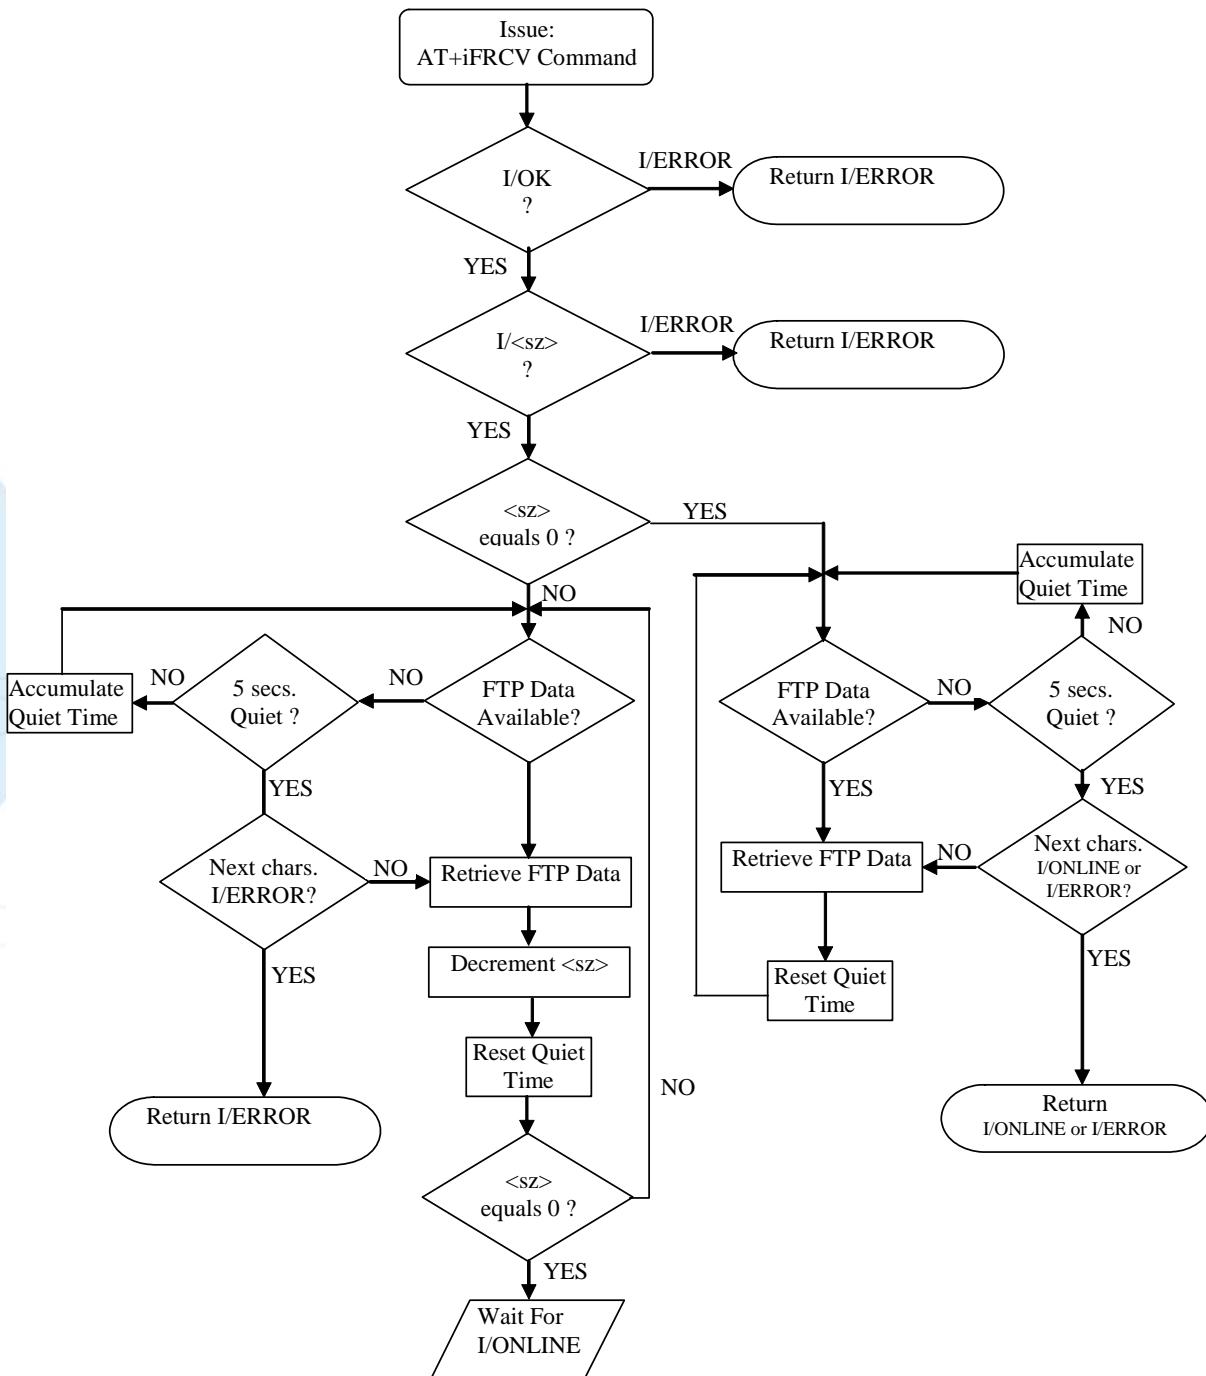 Issue:
AT+iFRCV Command
I/OK
?
I/ERROR
Return I/ERROR
YES
I/<sz>
?
I/ERROR
Return I/ERROR
YES
<sz>
equals 0 ?
YES
NO
Accumulate
Quiet Time
NO
5 secs.
Quiet ?
NO
FTP Data
Available?
Accumulate
Quiet Time
NO
FTP Data
Available?
NO
5 secs.
Quiet ?
YES
YES
YES
Next chars.
I/ERROR?
NO
Retrieve FTP Data
Retrieve FTP Data
NO
Next chars.
I/ONLINE or
I/ERROR?
YES
Decrement <sz>
Reset Quiet
Time
YES
Reset Quiet
Time
NO
Return I/ERROR
Return
I/ONLINE or I/ERROR
<sz>
equals 0 ?
YES
Wait For
I/ONLINE